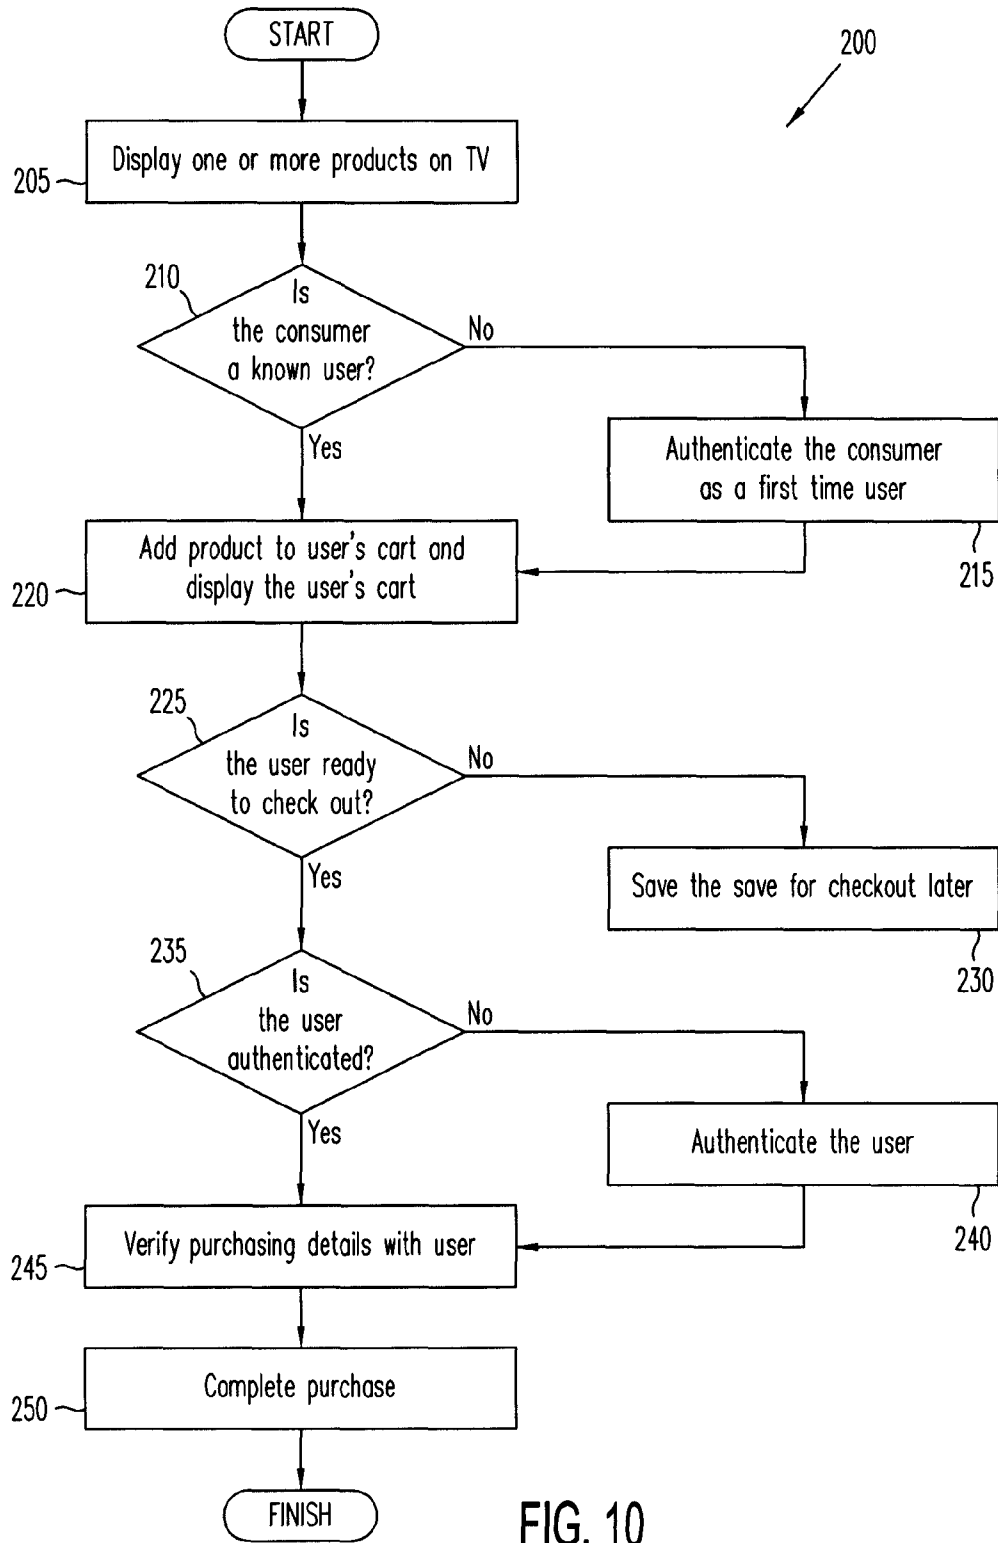 START
200
Display one or more products on TV
205
210
Is
the consumer
a known user?
No
Yes
Authenticate the consumer
as a first time user
215
Add product to user's cart and
display the user's cart
220
225
Is
the user ready
to check out?
No
Yes
Save the save for checkout later
230
235
Is
the user
authenticated?
No
Yes
Authenticate the user
240
Verify purchasing details with user
245
Complete purchase
250
FINISH
FIG. 10